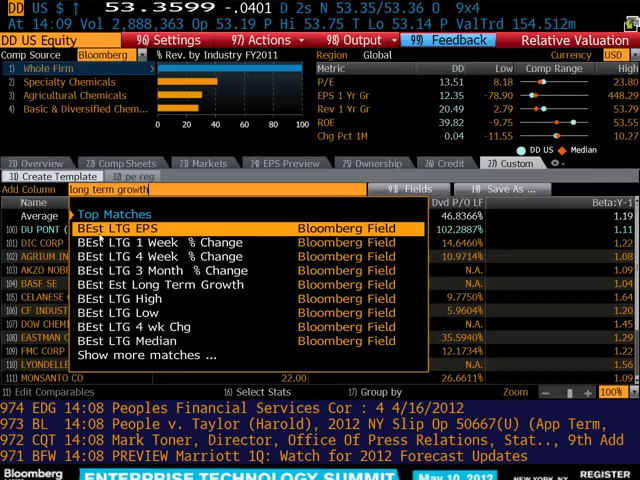 DD US $ ↑ 53.3599 -.0401 D 2s N 53.35/53.36 O 9x4
At 14:09 Vol 2,888,363 Op 53.19 P Hi 53.75 T Lo 53.14 P ValTrd 154.512m
DD US Equity 96) Settings 97) Actions 98) Output 99) Feedback Relative Valuation
Comp Source Bloomberg % Rev. by Industry FY2011 Region Global Currency USD
1) Whole Firm
2) Specialty Chemicals
3) Agricultural Chemicals
4) Basic & Diversified Chem...
0 20 40 60 80 100
Metric DD Low Comp Range High
P/E 13.51 8.18 23.80
EPS 1 Yr Gr 12.35 -78.90 448.29
Rev 1 Yr Gr 20.49 2.79 53.79
ROE 39.82 -9.75 53.55
Chg Pct 1M 0.04 -11.55 10.27
DD US Median
21) Overview 22) Comp Sheets 23) Markets 24) EPS Preview 25) Ownership 26) Credit 27) Custom
31) Create Template 32) pe reg
Add Column long term growth 93) Fields 19) Save As ...
Name Dvd P/O LF Beta:Y-1
Average 46.8366% 1.19
100) DU PONT ( 102.2887% 1.11
101) DIC CORP 14.6460 1.22
102) AGRIUM IN 10.9714% 1.08
103) AKZO NOBE N.A. 1.03
104) BASF SE N.A. 1.22
105) CELANESE 9.7750% 1.64
106) CF INDUST 5.9604% 1.20
107) DOW CHEM N.A. 1.33
108) EASTMAN 35.5940% 1.29
109) FMC CORP 12.1734% 1.22
110) LYONDELLE N.A. 1.56
111) MONSANTO CO 22.00 26.6611% 1.09
Top Matches
BEst LTG EPS Bloomberg Field
BEst LTG 1 Week % Change Bloomberg Field
BEst LTG 4 Week % Change Bloomberg Field
BEst LTG 3 Month % Change Bloomberg Field
BEst Est Long Term Growth Bloomberg Field
BEst LTG High Bloomberg Field
BEst LTG Low Bloomberg Field
BEst LTG 4 wk Chg Bloomberg Field
BEst LTG Median Bloomberg Field
Show more matches ...
11) Edit Comparables 16) Select Stats 17) Group by Zoom 100%
974 EDG 14:08 Peoples Financial Services Cor : 4 4/16/2012
973 BL 14:08 People v. Taylor (Harold), 2012 NY Slip Op 50667(U) (App Term,
972 CQT 14:08 Mark Toner, Director, Office Of Press Relations, Stat.., 9th Add
971 BFW 14:08 PREVIEW Marriott 1Q: Watch for 2012 Forecast Updates
Bloomberg ENTERPRISE TECHNOLOGY SUMMIT May 10, 2012 NEW YORK, NY REGISTER